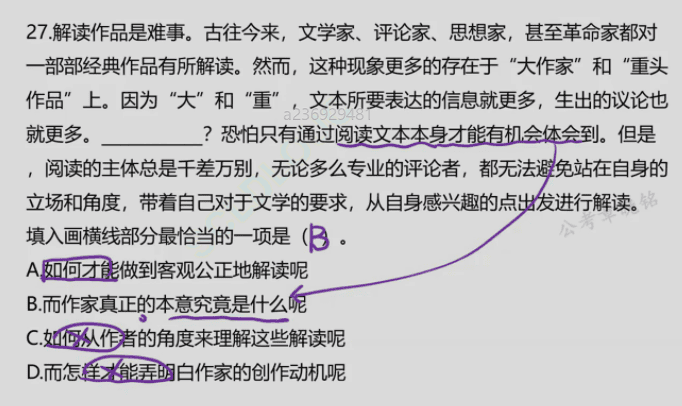 27.解读作品是难事。古往今来，文学家、评论家、思想家，甚至革命家都对
一部部经典作品有所解读。然而，这种现象更多的存在于“大作家”和“重头
作品”上。因为“大”和“重”，文本所要表达的信息就更多，生出的议论也
a236929481
就更多。__________？恐怕只有通过阅读文本本身才能有机会体会到。但是
，阅读的主体总是千差万别，无论多么专业的评论者，都无法避免站在自身的
立场和角度，带着自己对于文学的要求，从自身感兴趣的点出发进行解读。
填入画横线部分最恰当的一项是（B）。
A.如何才能做到客观公正地解读呢
B.而作家真正的本意究竟是什么呢
C.如何从作者的角度来理解这些解读呢
D.而怎样才能弄明白作家的创作动机呢